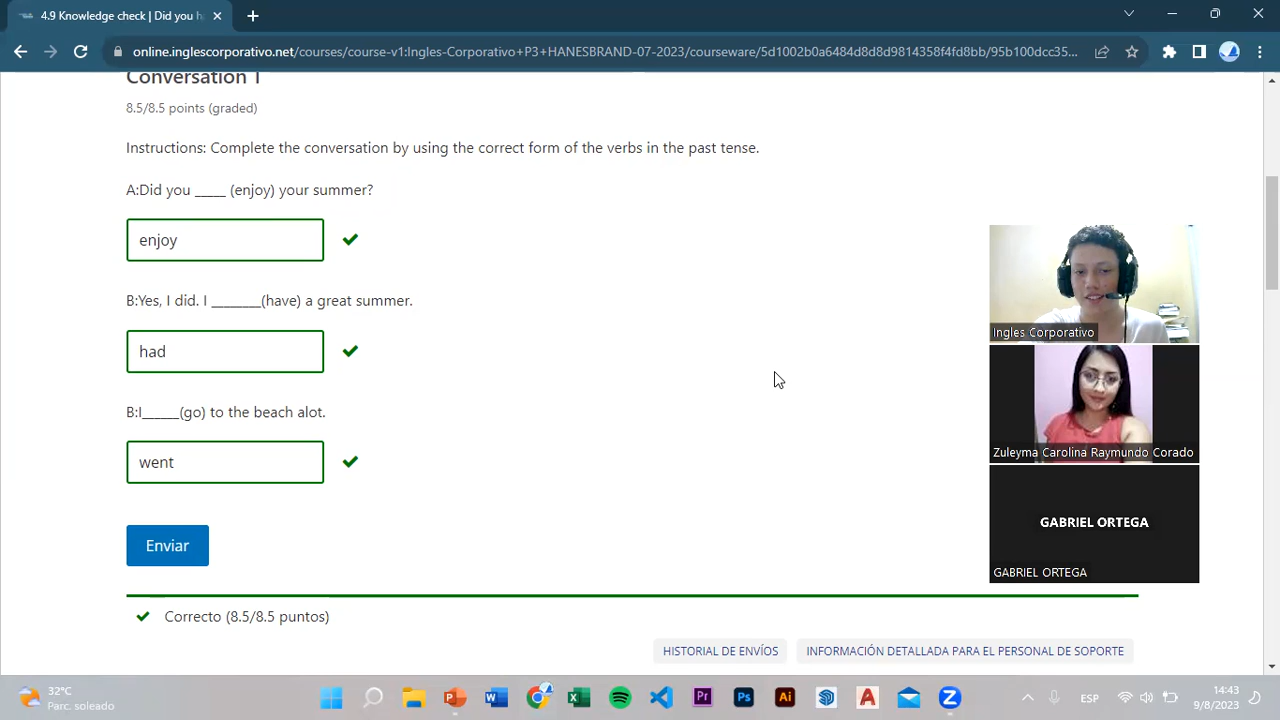 4.9 Knowledge check | Did you h
online.inglescorporativo.net/courses/course-v1:Ingles-Corporativo+P3+HANESBRAND-07-2023/courseware/5d1002b0a6484d8d8d9814358f4fd8bb/95b100dcc35...
Conversation 1
8.5/8.5 points (graded)
Instructions: Complete the conversation by using the correct form of the verbs in the past tense.
A:Did you _____ (enjoy) your summer?
enjoy
B:Yes, I did. I ________(have) a great summer.
had
B:I______(go) to the beach alot.
went
Enviar
Correcto (8.5/8.5 puntos)
HISTORIAL DE ENVÍOS
INFORMACIÓN DETALLADA PARA EL PERSONAL DE SOPORTE
Ingles Corporativo
Zuleyma Carolina Raymundo Corado
GABRIEL ORTEGA
GABRIEL ORTEGA
32°C
Parc. soleado
ESP
14:43
9/8/2023